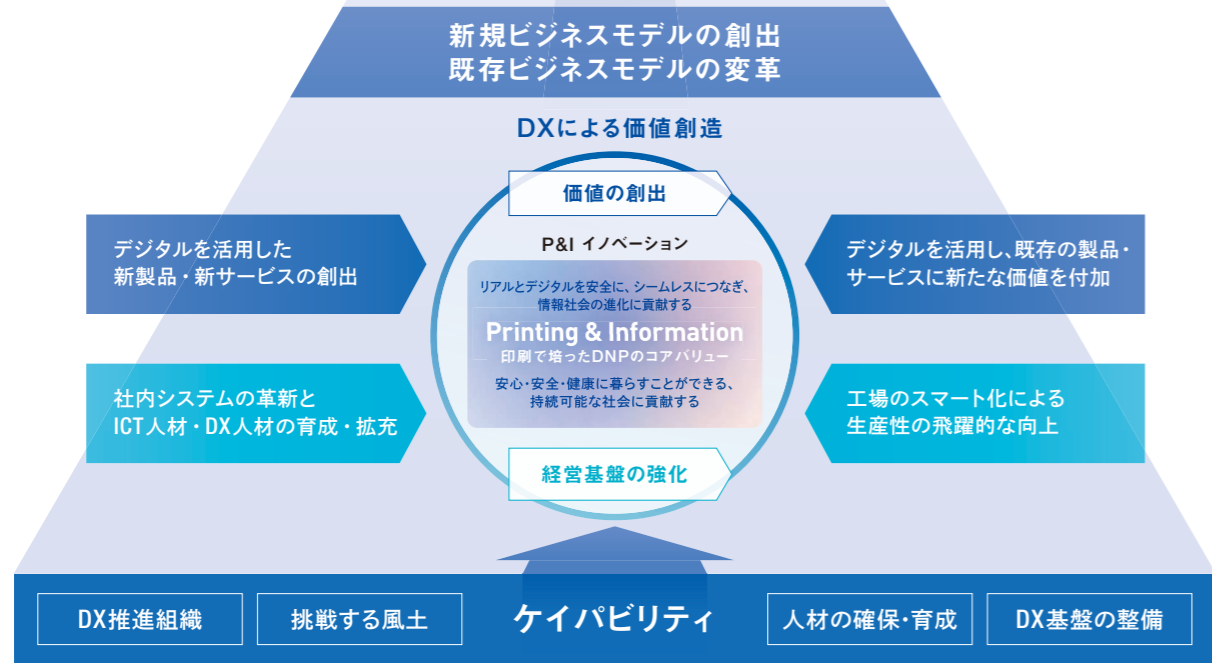 新規ビジネスモデルの創出
既存ビジネスモデルの変革
DXによる価値創造
価値の創出
P&I イノベーション
デジタルを活用した
新製品・新サービスの創出
デジタルを活用し、既存の製品・
サービスに新たな価値を付加
リアルとデジタルを安全に、シームレスにつなぎ、
情報社会の進化に貢献する
Printing & Information
印刷で培ったDNPのコアバリュー
安心・安全・健康に暮らすことができる、
持続可能な社会に貢献する
社内システムの革新と
ICT人材・DX人材の育成・拡充
工場のスマート化による
生産性の飛躍的な向上
経営基盤の強化
DX推進組織
挑戦する風土
ケイパビリティ
人材の確保・育成
DX基盤の整備